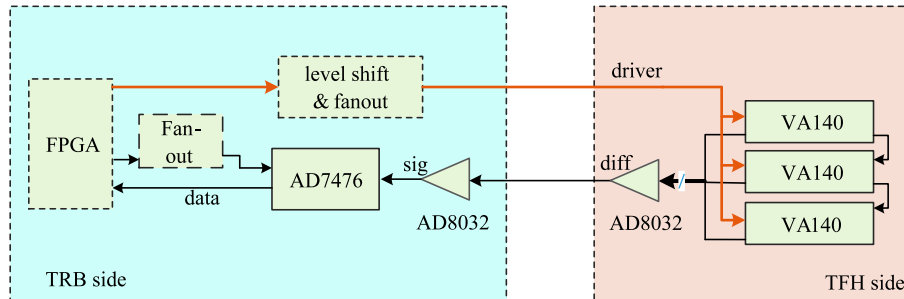 level shift
& fanout
driver
FPGA
Fan-
out
AD7476
data
sig
AD8032
diff
AD8032
VA140
VA140
VA140
TRB side
TFH side